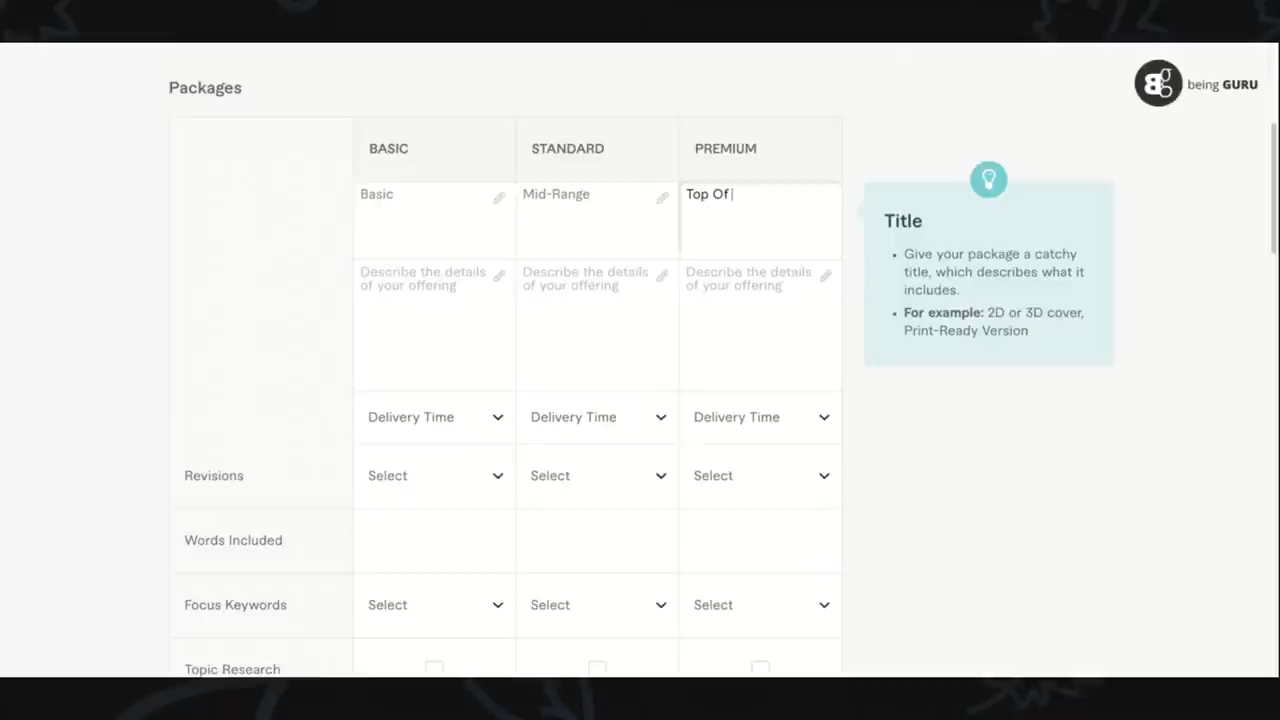 Packages
being GURU
BASIC STANDARD PREMIUM
Basic Mid-Range Top Of
Title
Give your package a catchy
title, which describes what it
includes.
For example: 2D or 3D cover,
Print-Ready Version
Describe the details Describe the details Describe the details
of your offering of your offering of your offering
Delivery Time Delivery Time Delivery Time
Revisions Select Select Select
Words Included
Focus Keywords Select Select Select
Topic Research